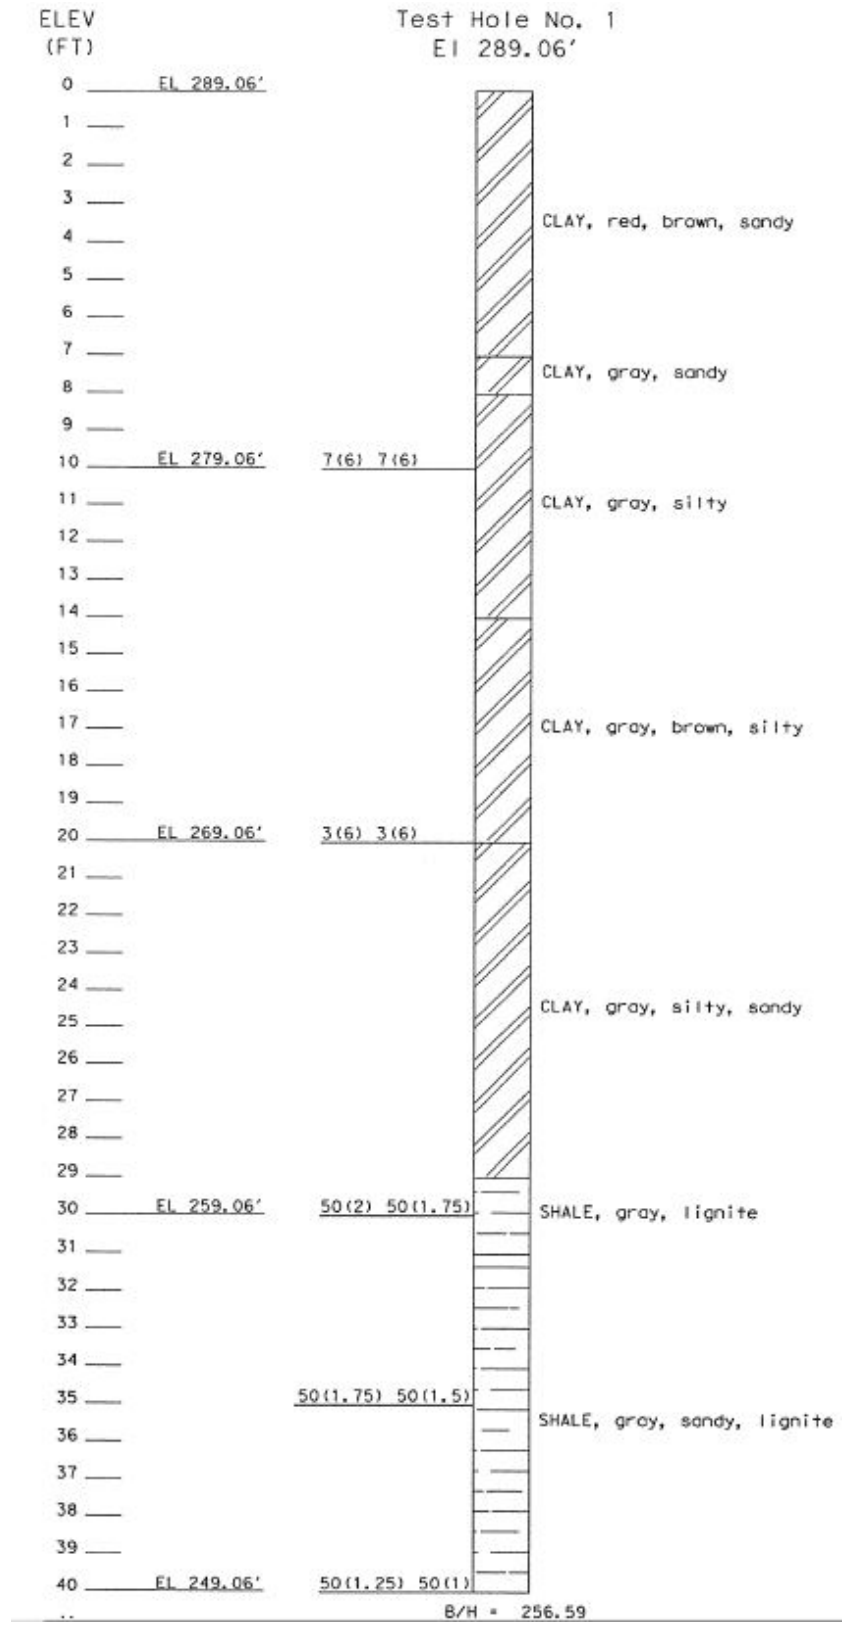 ELEV Test Hole No. 1
(FT) El 289.06'
0 EL 289.06'
1
2
3
CLAY, red, brown, sandy
4
5
6
7
CLAY, gray, sandy
8
9
10 EL 279.06' 7(6) 7(6)
11 CLAY, gray, silty
12
13
14
15
16
17 CLAY, gray, brown, silty
18
19
20 EL 269.06' 3(6) 3(6)
21
22
23
24
CLAY, gray, silty, sandy
25
26
27
28
29
30 EL 259.06' 50(2) 50(1.75) SHALE, gray, lignite
31
32
33
34
35 50(1.75) 50(1.5)
SHALE, gray, sandy, lignite
36
37
38
39
40 EL 249.06' 50(1.25) 50(1)
B/H = 256.59